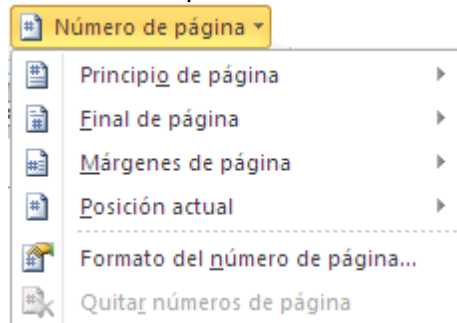 Número de página
Principio de página
Final de página
Márgenes de página
Posición actual
Formato del número de página...
Quitar números de página